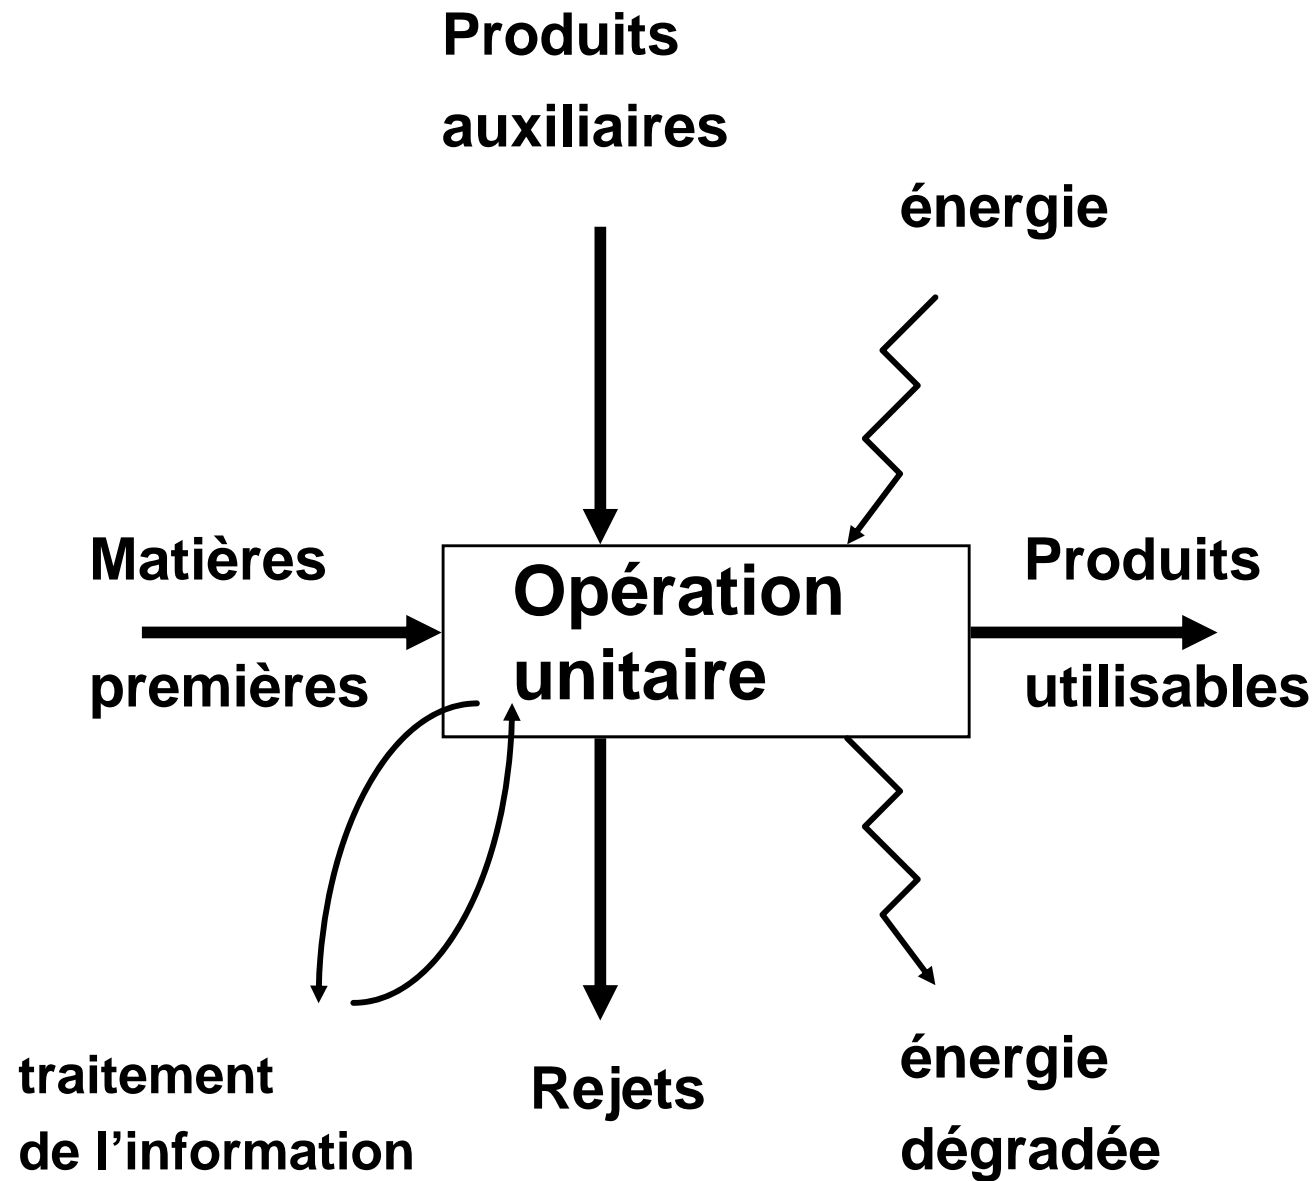 Produits
auxiliaires
énergie
Matières
premières
Opération
unitaire
Produits
utilisables
traitement
de l’information
Rejets
énergie
dégradée